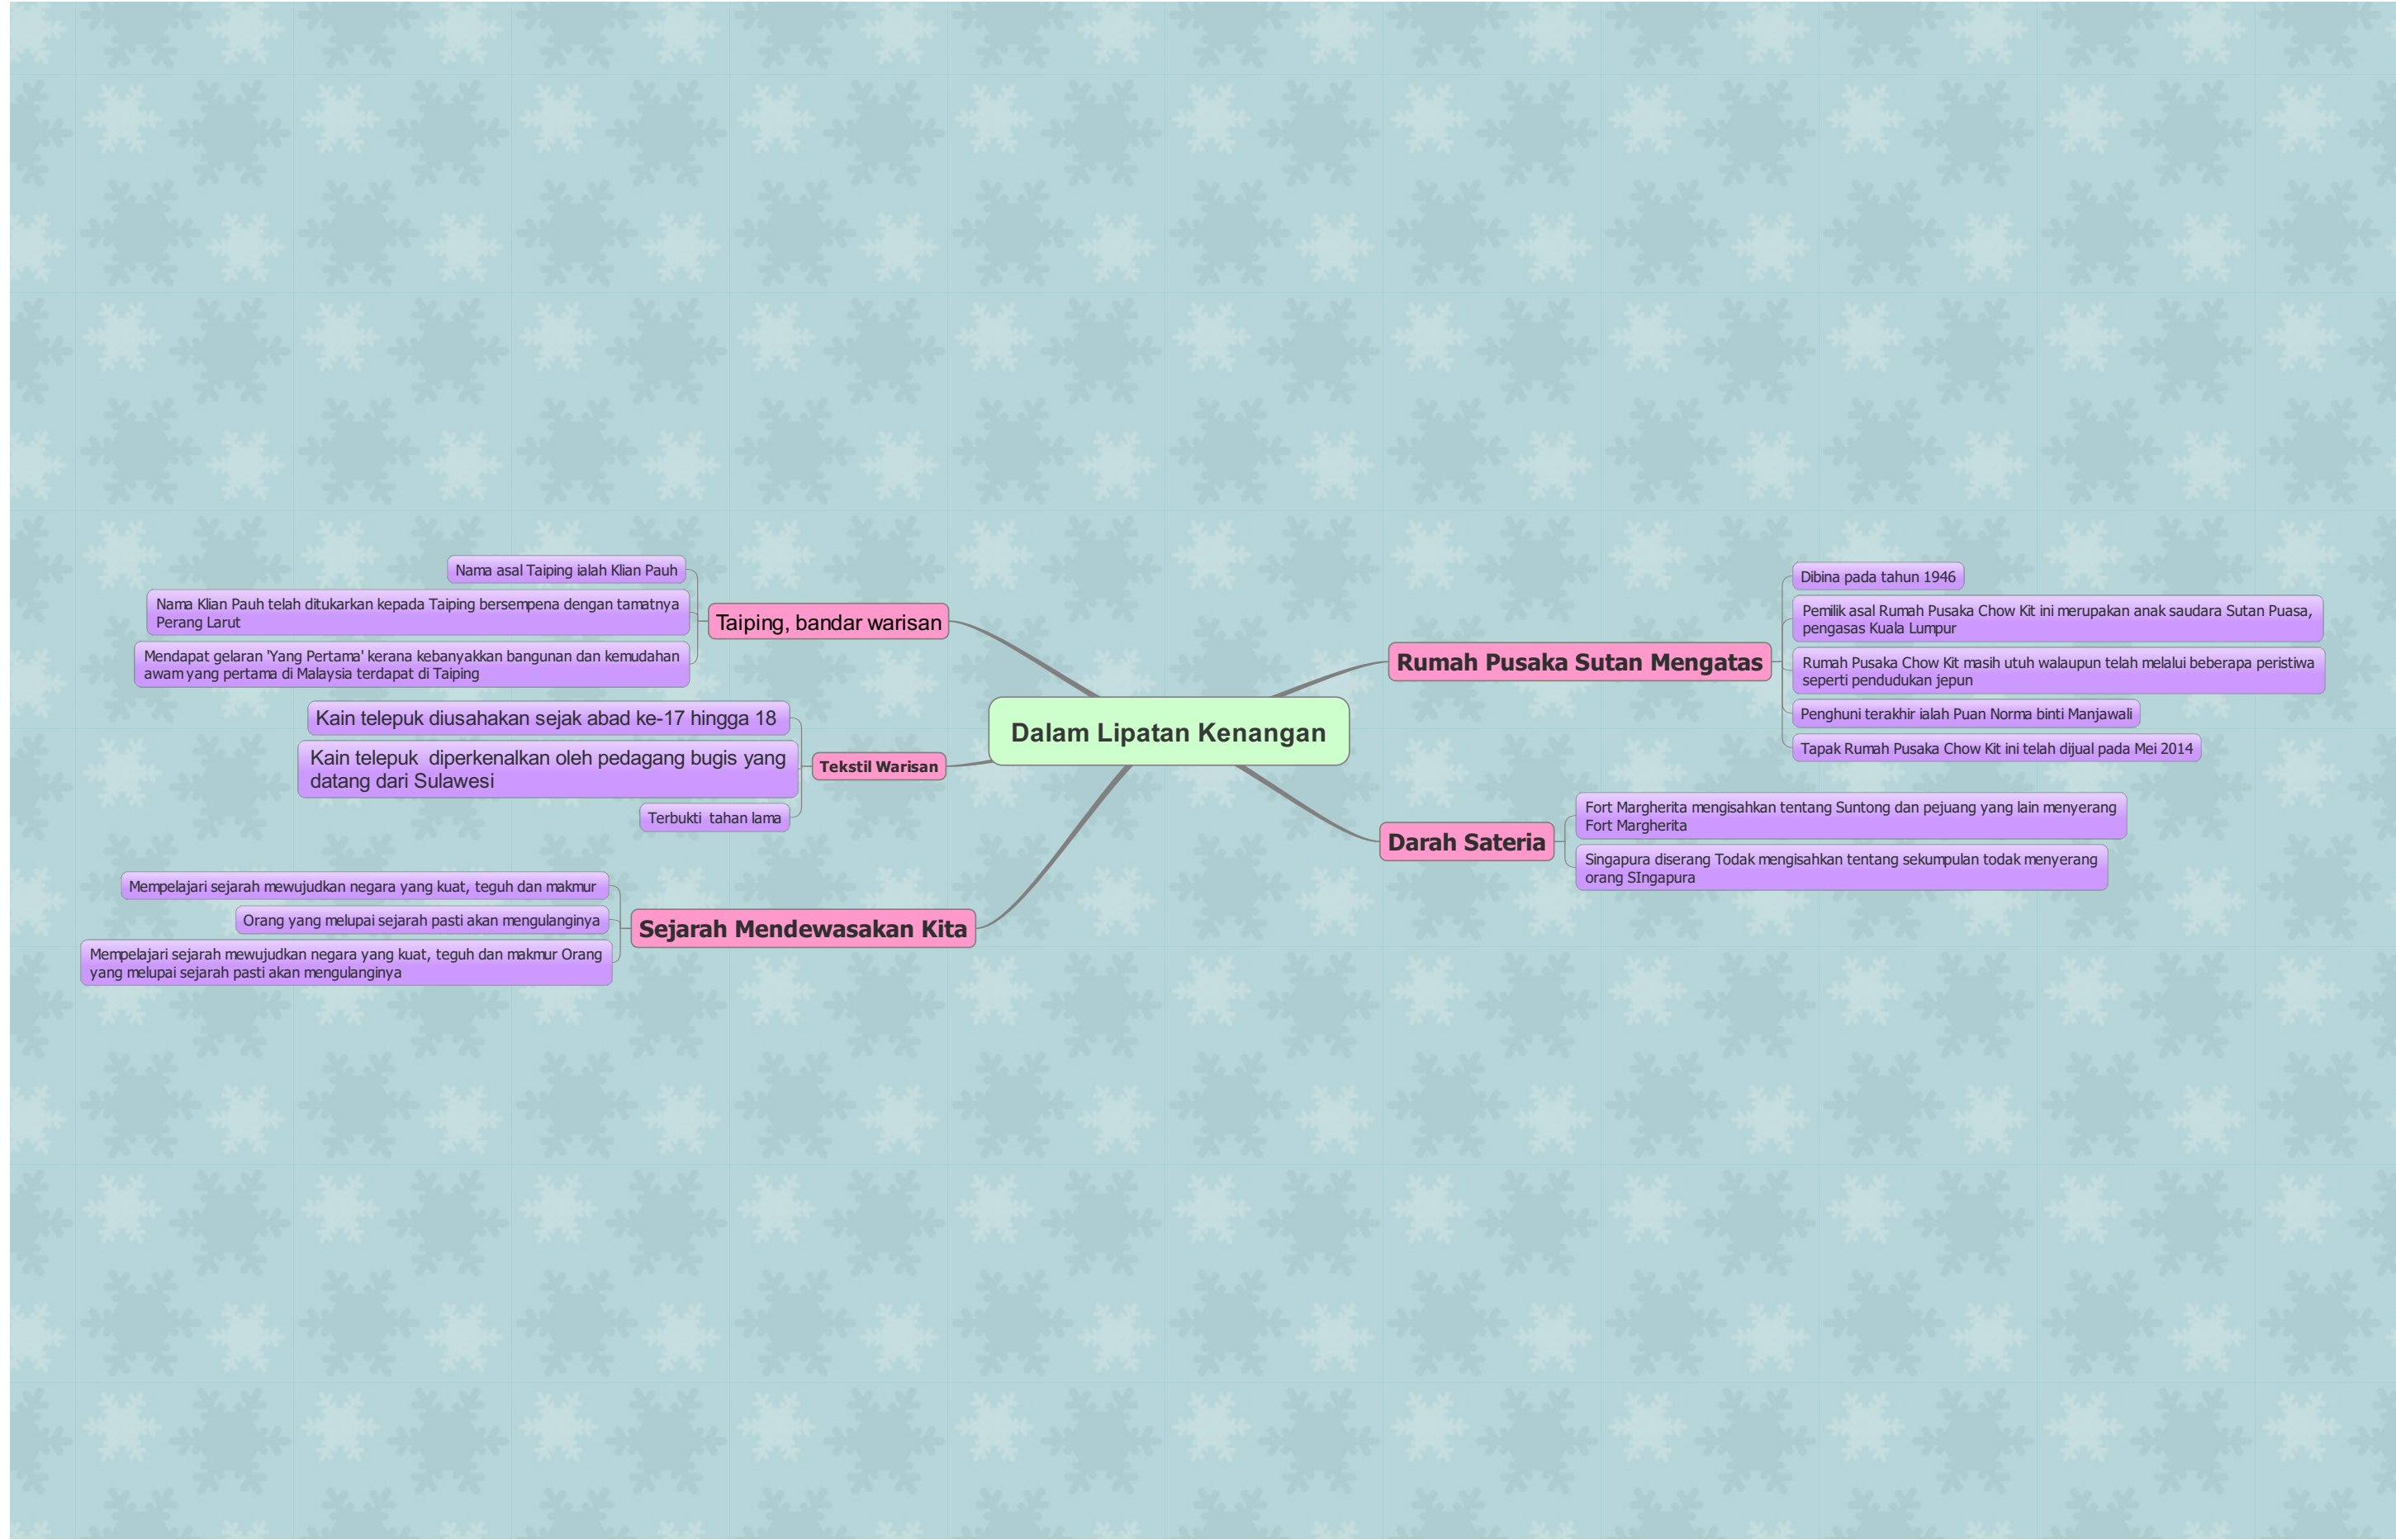 Dalam Lipatan Kenangan
Taiping, bandar warisan
Nama asal Taiping ialah Klian Pauh
Nama Klian Pauh telah ditukarkan kepada Taiping bersempena dengan tamatnya
Perang Larut
Mendapat gelaran 'Yang Pertama' kerana kebanyakkan bangunan dan kemudahan
awam yang pertama di Malaysia terdapat di Taiping
Tekstil Warisan
Kain telepuk diusahakan sejak abad ke-17 hingga 18
Kain telepuk  diperkenalkan oleh pedagang bugis yang
datang dari Sulawesi
Terbukti  tahan lama
Sejarah Mendewasakan Kita
Mempelajari sejarah mewujudkan negara yang kuat, teguh dan makmur
Orang yang melupai sejarah pasti akan mengulanginya
Mempelajari sejarah mewujudkan negara yang kuat, teguh dan makmur Orang
yang melupai sejarah pasti akan mengulanginya
Rumah Pusaka Sutan Mengatas
Dibina pada tahun 1946
Pemilik asal Rumah Pusaka Chow Kit ini merupakan anak saudara Sutan Puasa,
pengasas Kuala Lumpur
Rumah Pusaka Chow Kit masih utuh walaupun telah melalui beberapa peristiwa
seperti pendudukan jepun
Penghuni terakhir ialah Puan Norma binti Manjawali
Tapak Rumah Pusaka Chow Kit ini telah dijual pada Mei 2014
Darah Sateria
Fort Margherita mengisahkan tentang Suntong dan pejuang yang lain menyerang
Fort Margherita
Singapura diserang Todak mengisahkan tentang sekumpulan todak menyerang
orang SIngapura